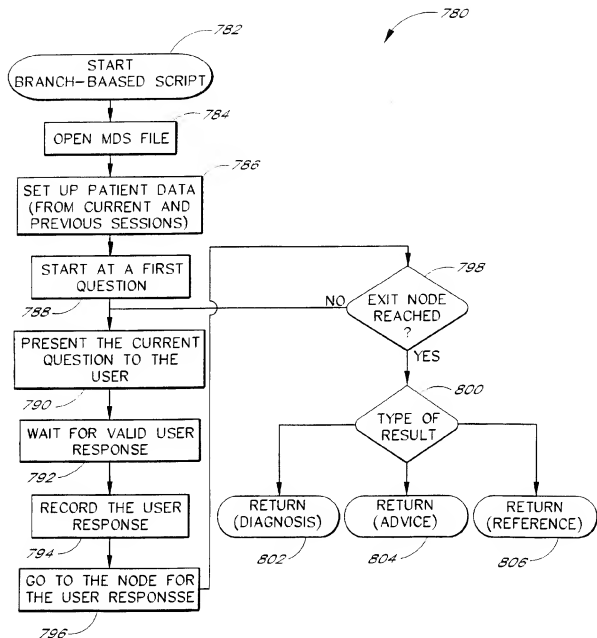 780
782
START
BRANCH-BAASED SCRIPT
784
OPEN MDS FILE
786
SET UP PATIENT DATA
(FROM CURRENT AND
PREVIOUS SESSIONS)
START AT A FIRST
QUESTION
788
PRESENT THE CURRENT
QUESTION TO THE
USER
790
WAIT FOR VALID USER
RESPONSE
792
RECORD THE USER
RESPONSE
794
GO TO THE NODE FOR
THE USER RESPONSSE
796
798
EXIT NODE
REACHED
?
NO
YES
800
TYPE OF
RESULT
RETURN
(DIAGNOSIS)
802
RETURN
(ADVICE)
804
RETURN
(REFERENCE)
806